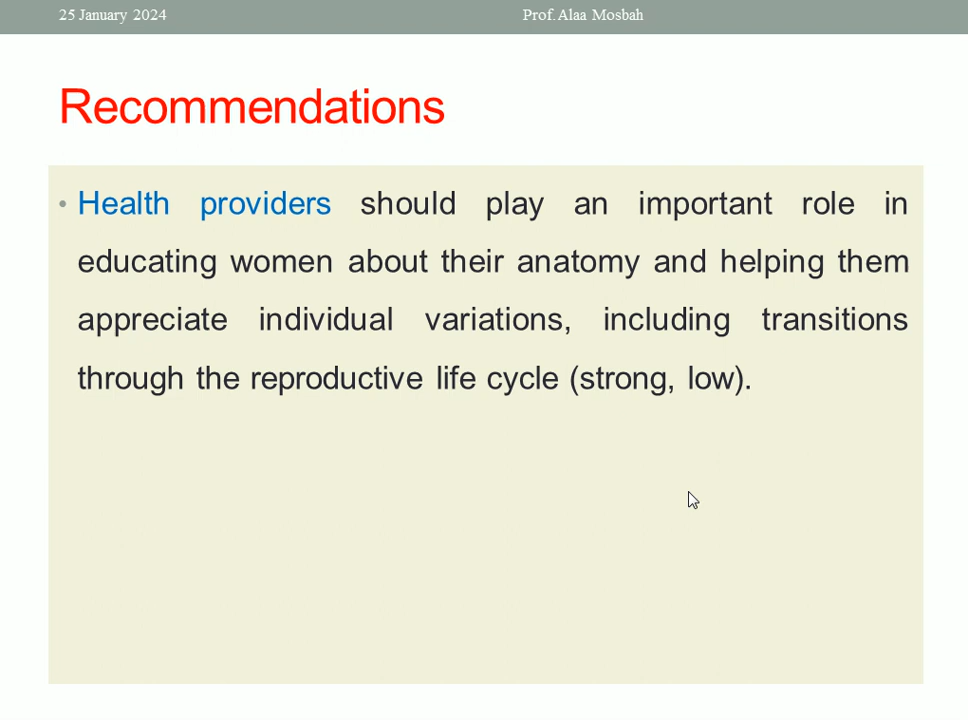 25 January 2024 Prof. Alaa Mosbah
Recommendations
• Health providers should play an important role in
educating women about their anatomy and helping them
appreciate individual variations, including transitions
through the reproductive life cycle (strong, low).